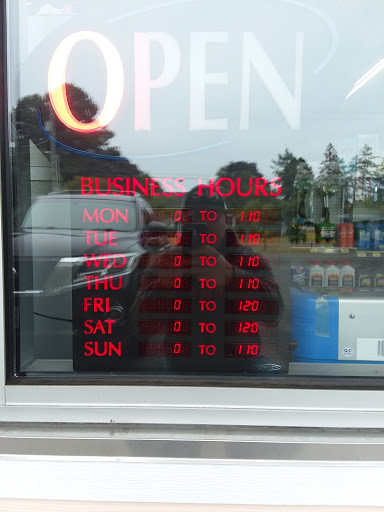 OPEN
BUSINESS HOURS
MON 0 TO 110
TUE 0 TO 110
WED 0 TO 110
THU 0 TO 110
FRI 0 TO 120
SAT 0 TO 120
SUN 0 TO 110